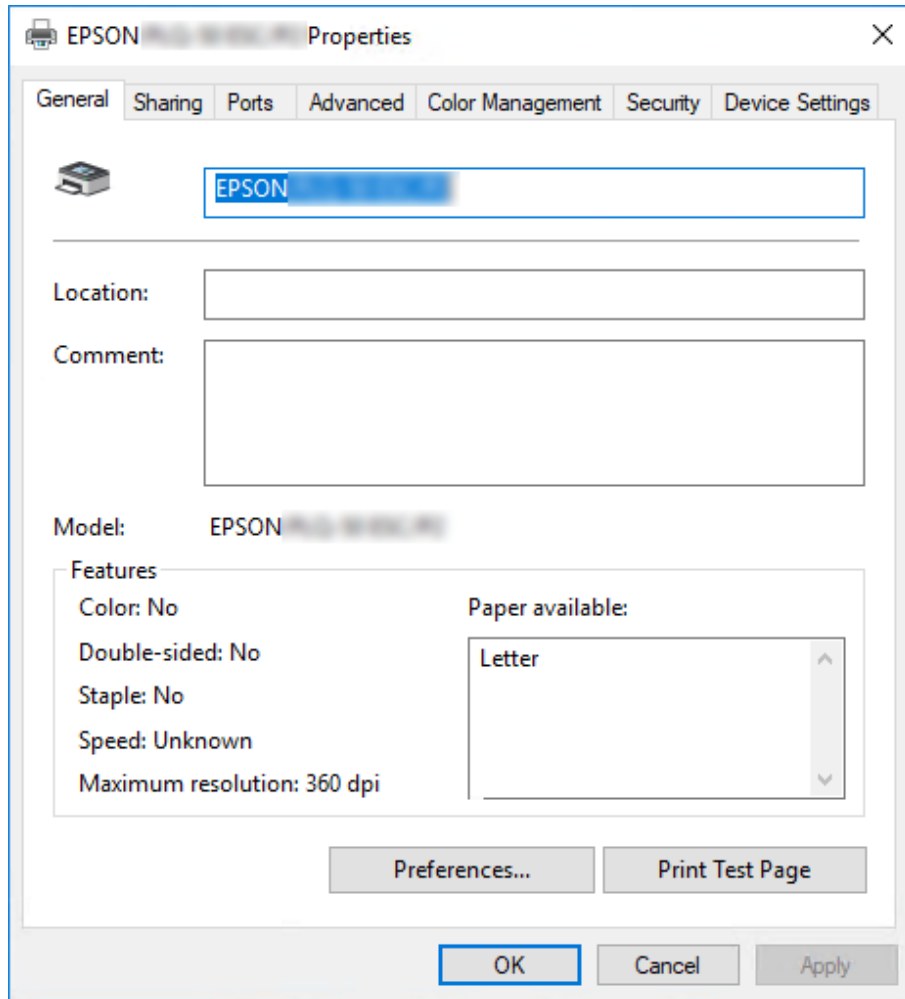 EPSON Properties
General Sharing Ports Advanced Color Management Security Device Settings
EPSON
Location:
Comment:
Model: EPSON
Features
Color: No
Paper available:
Double-sided: No
Letter
Staple: No
Speed: Unknown
Maximum resolution: 360 dpi
Preferences... Print Test Page
OK Cancel Apply